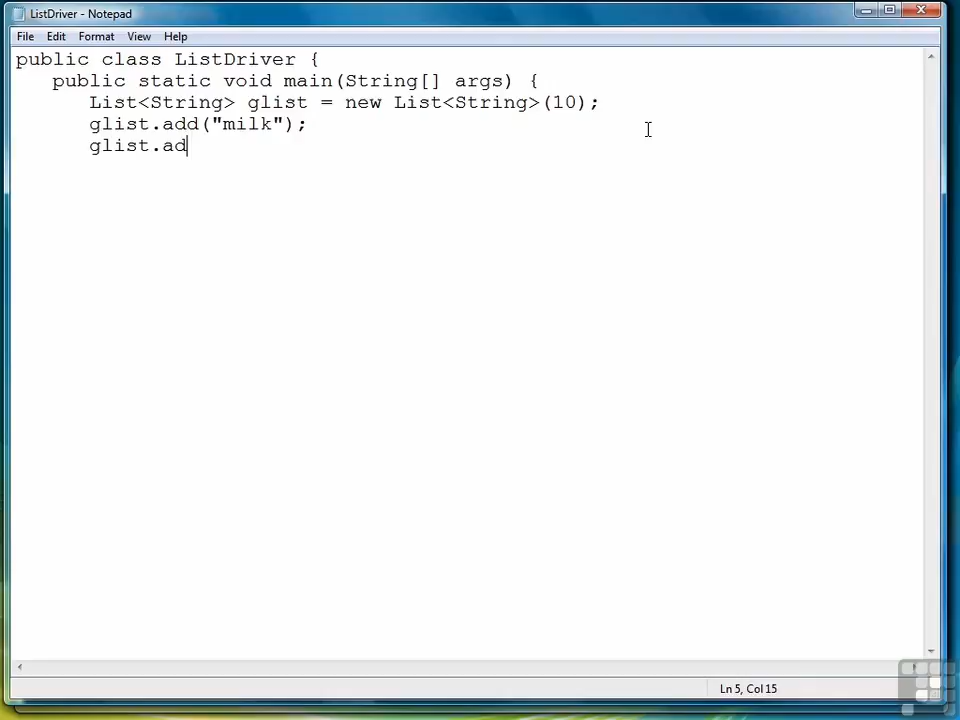 ListDriver - Notepad
File Edit Format View Help
public class ListDriver {
   public static void main(String[] args) {
      List<String> glist = new List<String>(10);
      glist.add("milk");
      glist.ad
Ln 5, Col 15